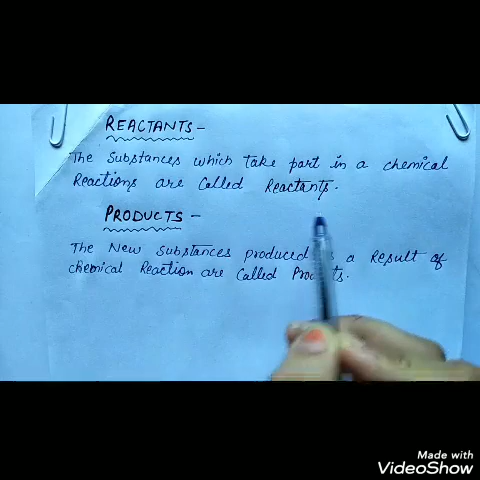 REACTANTS -
The Substances which take part in a chemical
Reactions are Called Reactants.
PRODUCTS -
The New Substances produced a Result of
chemical Reaction are Called Products.
Made with
VideoShow